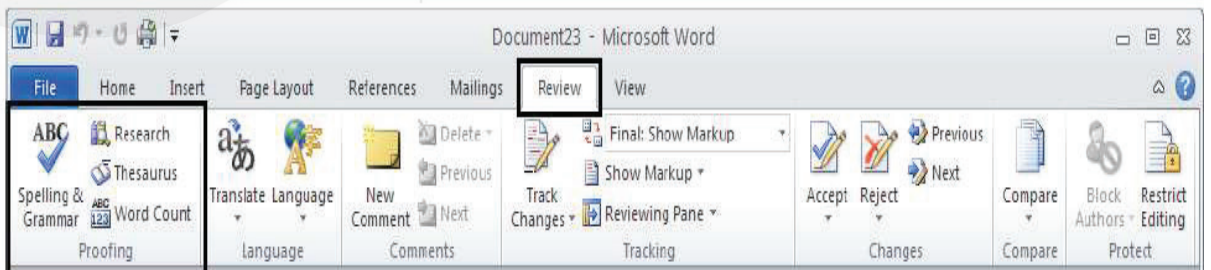 W
Document23 - Microsoft Word
File Home Insert Page Layout References Mailings Review View
ABC
Spelling & Grammar
Research
Thesaurus
ABC 123 Word Count
Proofing
aあ
Translate Language
Language
New Comment
Delete
Previous
Next
Comments
Track Changes
Final: Show Markup
Show Markup
Reviewing Pane
Tracking
Accept Reject
Previous
Next
Changes
Compare
Compare
Block Authors
Restrict Editing
Protect